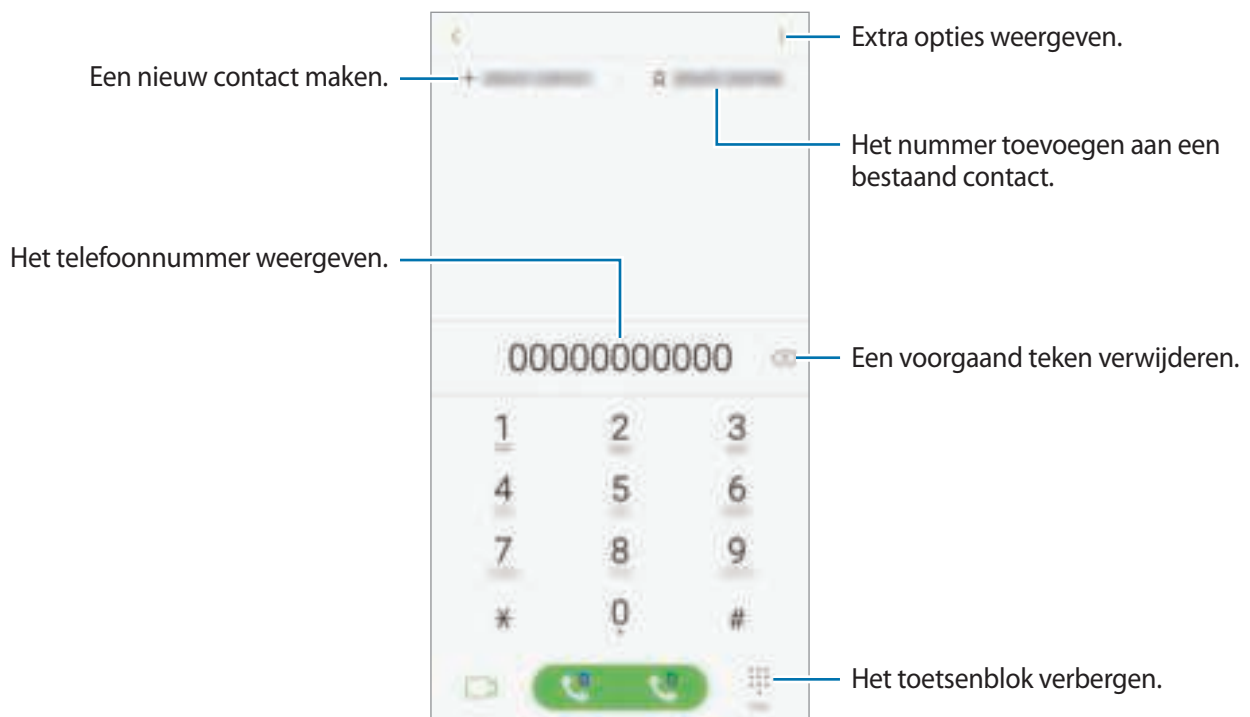 Extra opties weergeven.
Een nieuw contact maken.
Het nummer toevoegen aan een
bestaand contact.
Het telefoonnummer weergeven.
00000000000
Een voorgaand teken verwijderen.
1 2 3
4 5 6
7 8 9
* 0 #
Het toetsenblok verbergen.